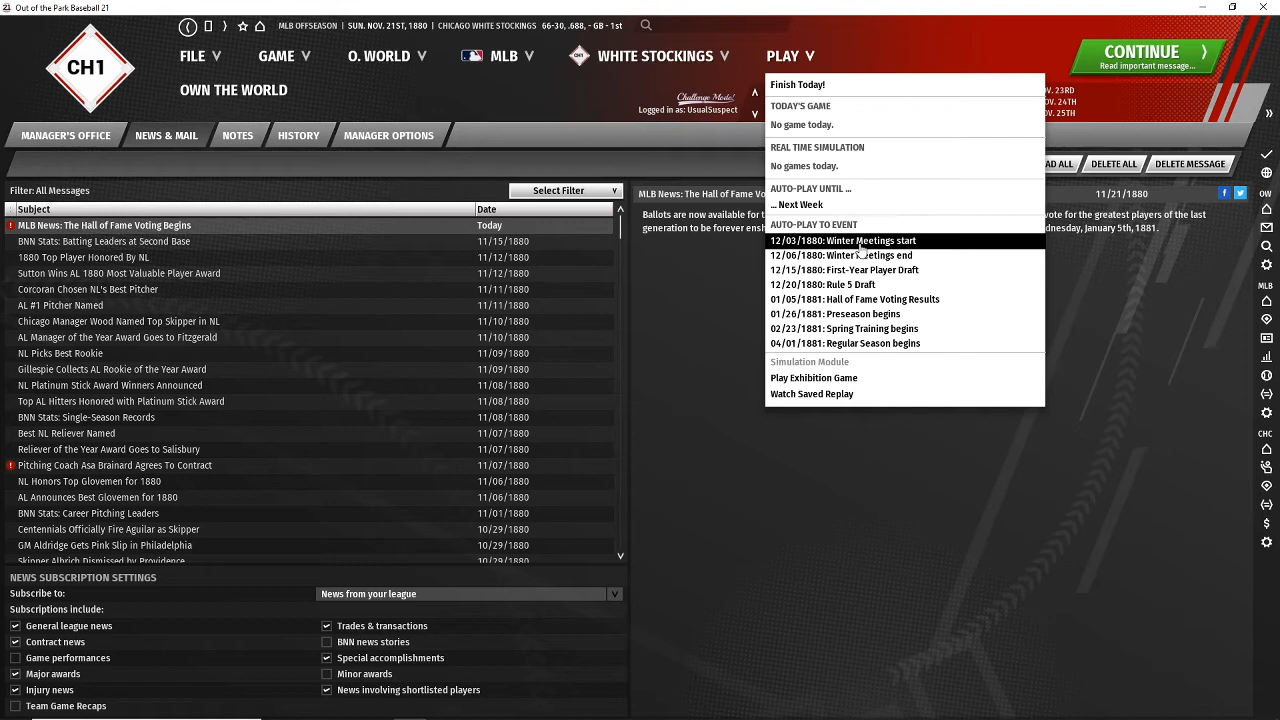 Out of the Park Baseball 21
MLB OFFSEASON | SUN. NOV. 21ST, 1880 | CHICAGO WHITE STOCKINGS 66-30, .688, - GB - 1st
CH1
FILE GAME O. WORLD MLB CH1 WHITE STOCKINGS PLAY
OWN THE WORLD
CONTINUE
Read important message...
Challenge Mode!
Logged in as: UsualSuspect
NOV. 23RD
NOV. 24TH
NOV. 25TH
MANAGER'S OFFICE NEWS & MAIL NOTES HISTORY MANAGER OPTIONS
AD ALL DELETE ALL DELETE MESSAGE
Finish Today!
TODAY'S GAME
No game today.
REAL TIME SIMULATION
No games today.
AUTO-PLAY UNTIL ...
... Next Week
AUTO-PLAY TO EVENT
12/03/1880: Winter Meetings start
12/06/1880: Winter Meetings end
12/15/1880: First-Year Player Draft
12/20/1880: Rule 5 Draft
01/05/1881: Hall of Fame Voting Results
01/26/1881: Preseason begins
02/23/1881: Spring Training begins
04/01/1881: Regular Season begins
Simulation Module
Play Exhibition Game
Watch Saved Replay
Filter: All Messages Select Filter
Subject Date
MLB News: The Hall of Fame Voting Begins Today
BNN Stats: Batting Leaders at Second Base 11/15/1880
1880 Top Player Honored By NL 11/12/1880
Sutton Wins AL 1880 Most Valuable Player Award 11/12/1880
Corcoran Chosen NL's Best Pitcher 11/11/1880
AL #1 Pitcher Named 11/11/1880
Chicago Manager Wood Named Top Skipper in NL 11/10/1880
AL Manager of the Year Award Goes to Fitzgerald 11/10/1880
NL Picks Best Rookie 11/09/1880
Gillespie Collects AL Rookie of the Year Award 11/09/1880
NL Platinum Stick Award Winners Announced 11/08/1880
Top AL Hitters Honored with Platinum Stick Award 11/08/1880
BNN Stats: Single-Season Records 11/08/1880
Best NL Reliever Named 11/07/1880
Reliever of the Year Award Goes to Salisbury 11/07/1880
Pitching Coach Asa Brainard Agrees To Contract 11/07/1880
NL Honors Top Glovemen for 1880 11/06/1880
AL Announces Best Glovemen for 1880 11/06/1880
BNN Stats: Career Pitching Leaders 11/01/1880
Centennials Officially Fire Aguilar as Skipper 10/29/1880
GM Aldridge Gets Pink Slip in Philadelphia 10/29/1880
Skipper Albrich Dismissed by Providence 10/29/1880
MLB News: The Hall of Fame Vo 11/21/1880
Ballots are now available for t vote for the greatest players of the last
generation to be forever ensh dnesday, January 5th, 1881.
NEWS SUBSCRIPTION SETTINGS
Subscribe to: News from your league
Subscriptions include:
General league news Trades & transactions
Contract news BNN news stories
Game performances Special accomplishments
Major awards Minor awards
Injury news News involving shortlisted players
Team Game Recaps
OW
MLB
CHC